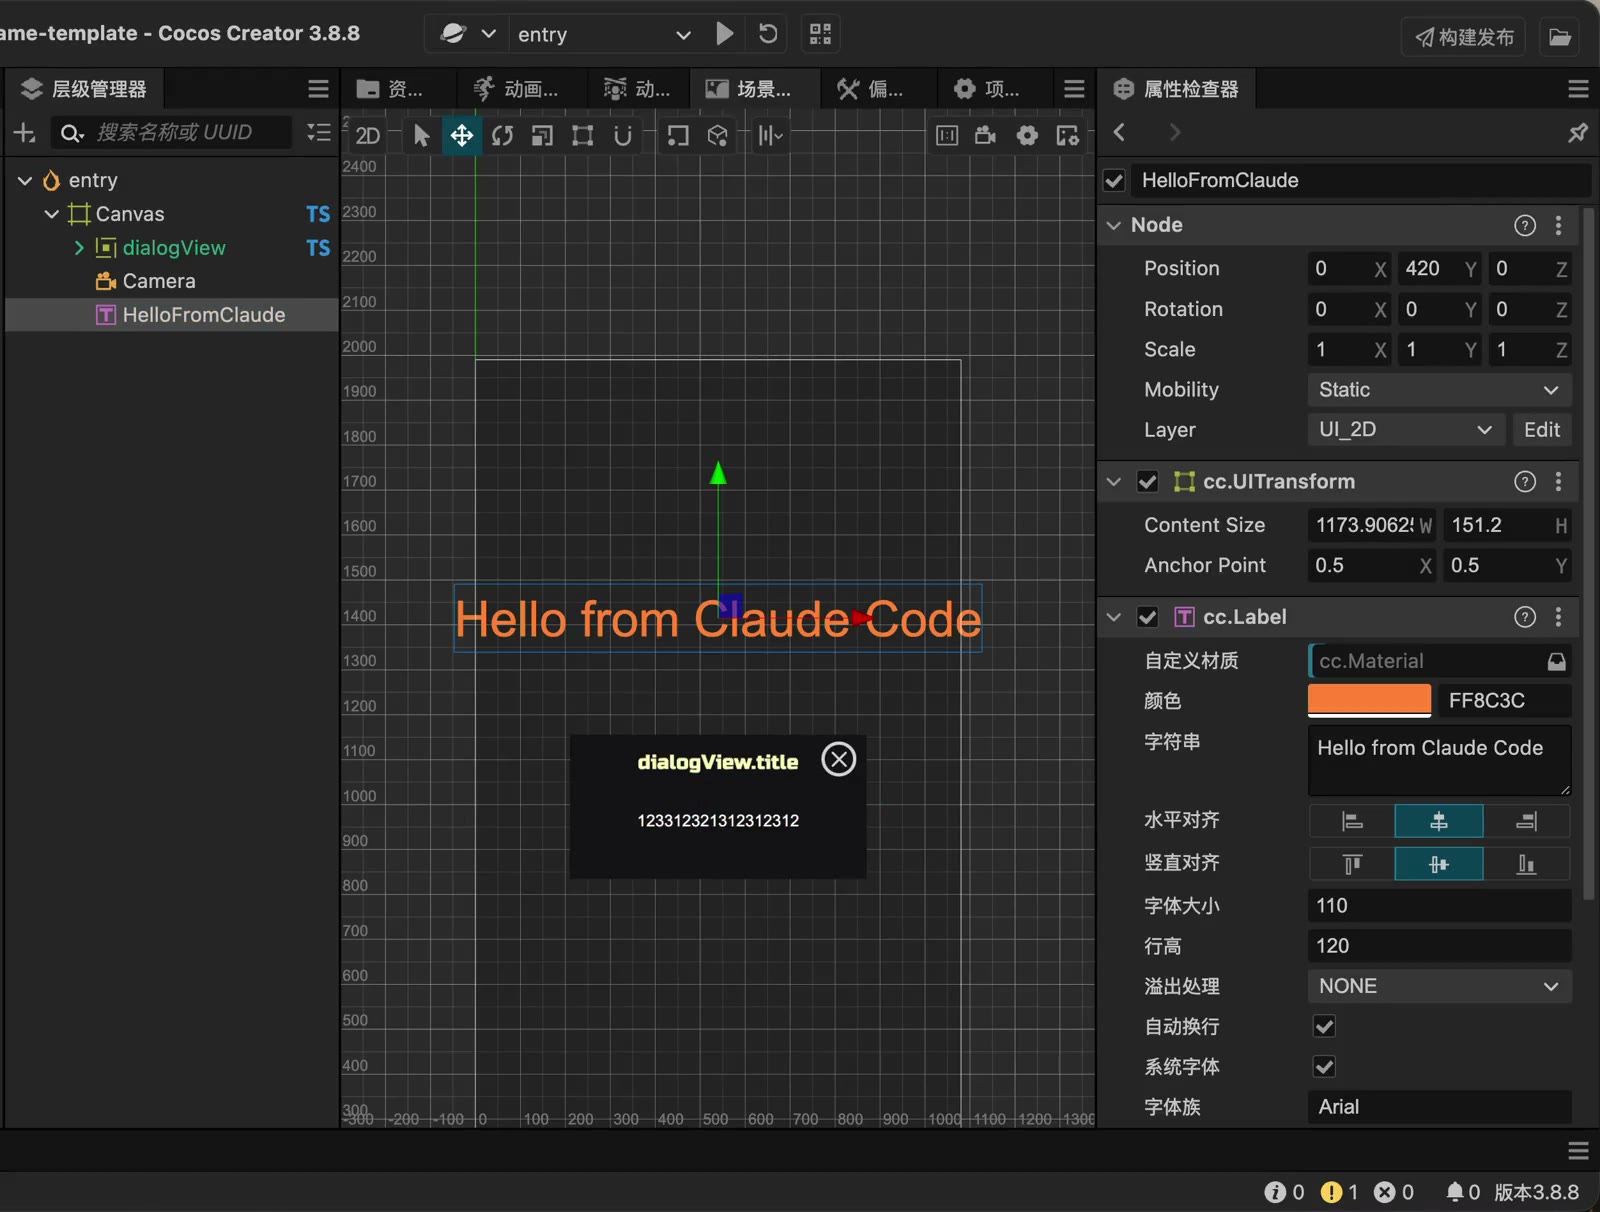 ame-template - Cocos Creator 3.8.8
entry
构建发布
层级管理器
资...
动画...
动...
场景...
偏...
项...
属性检查器
搜索名称或 UUID
2D
HelloFromClaude
entry
Canvas
TS
dialogView
TS
Camera
HelloFromClaude
2400
2300
2200
2100
2000
1900
1800
1700
1600
1500
1400
1300
1200
1100
1000
900
800
700
600
500
400
300
-300
-200
-100
0
100
200
300
400
500
600
700
800
900
1000
1100
1200
1300
Hello from Claude Code
dialogView.title
123312321312312312
Node
Position 0 X 420 Y 0 Z
Rotation 0 X 0 Y 0 Z
Scale 1 X 1 Y 1 Z
Mobility Static
Layer UI_2D Edit
cc.UITransform
Content Size 1173.9062 W 151.2 H
Anchor Point 0.5 X 0.5 Y
cc.Label
自定义材质 cc.Material
颜色 FF8C3C
字符串 Hello from Claude Code
水平对齐
竖直对齐
字体大小 110
行高 120
溢出处理 NONE
自动换行
系统字体
字体族 Arial
0
1
0
0
版本3.8.8